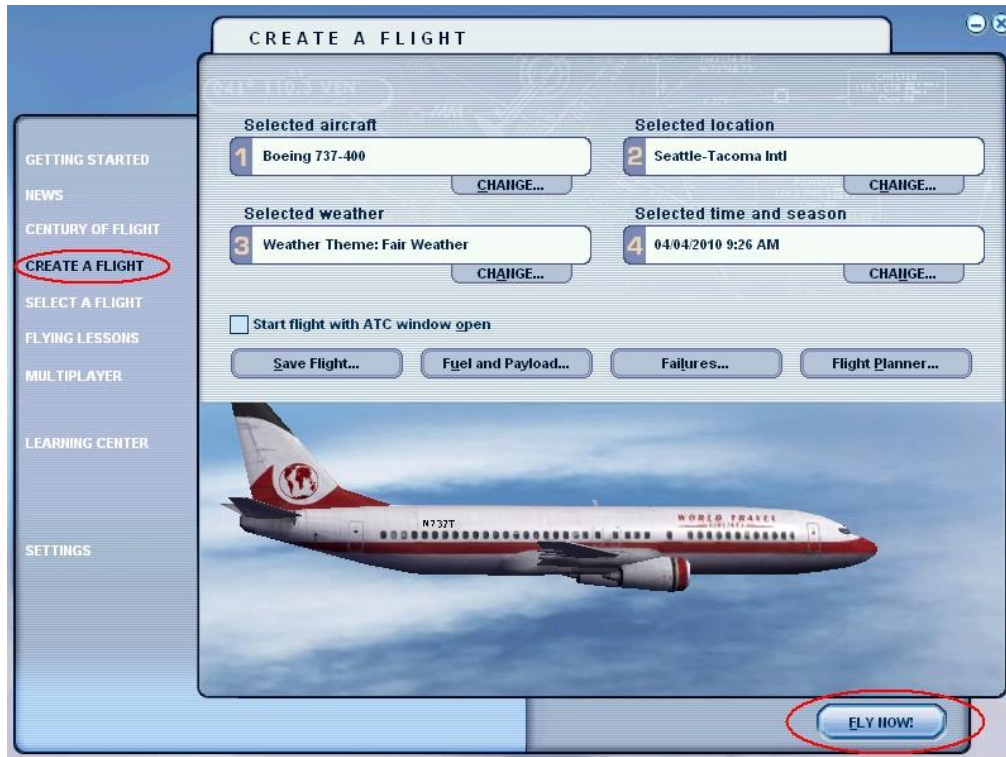 CREATE A FLIGHT
GETTING STARTED
NEWS
CENTURY OF FLIGHT
CREATE A FLIGHT
SELECT A FLIGHT
FLYING LESSONS
MULTIPLAYER
LEARNING CENTER
SETTINGS
Selected aircraft
1 Boeing 737-400
CHANGE...
Selected location
2 Seattle-Tacoma Intl
CHANGE...
Selected weather
3 Weather Theme: Fair Weather
CHANGE...
Selected time and season
4 04/04/2010 9:26 AM
CHANGE...
Start flight with ATC window open
Save Flight... Fuel and Payload... Failures... Flight Planner...
N737T
WORLD TRAVEL
AIRLINES
FLY NOW!